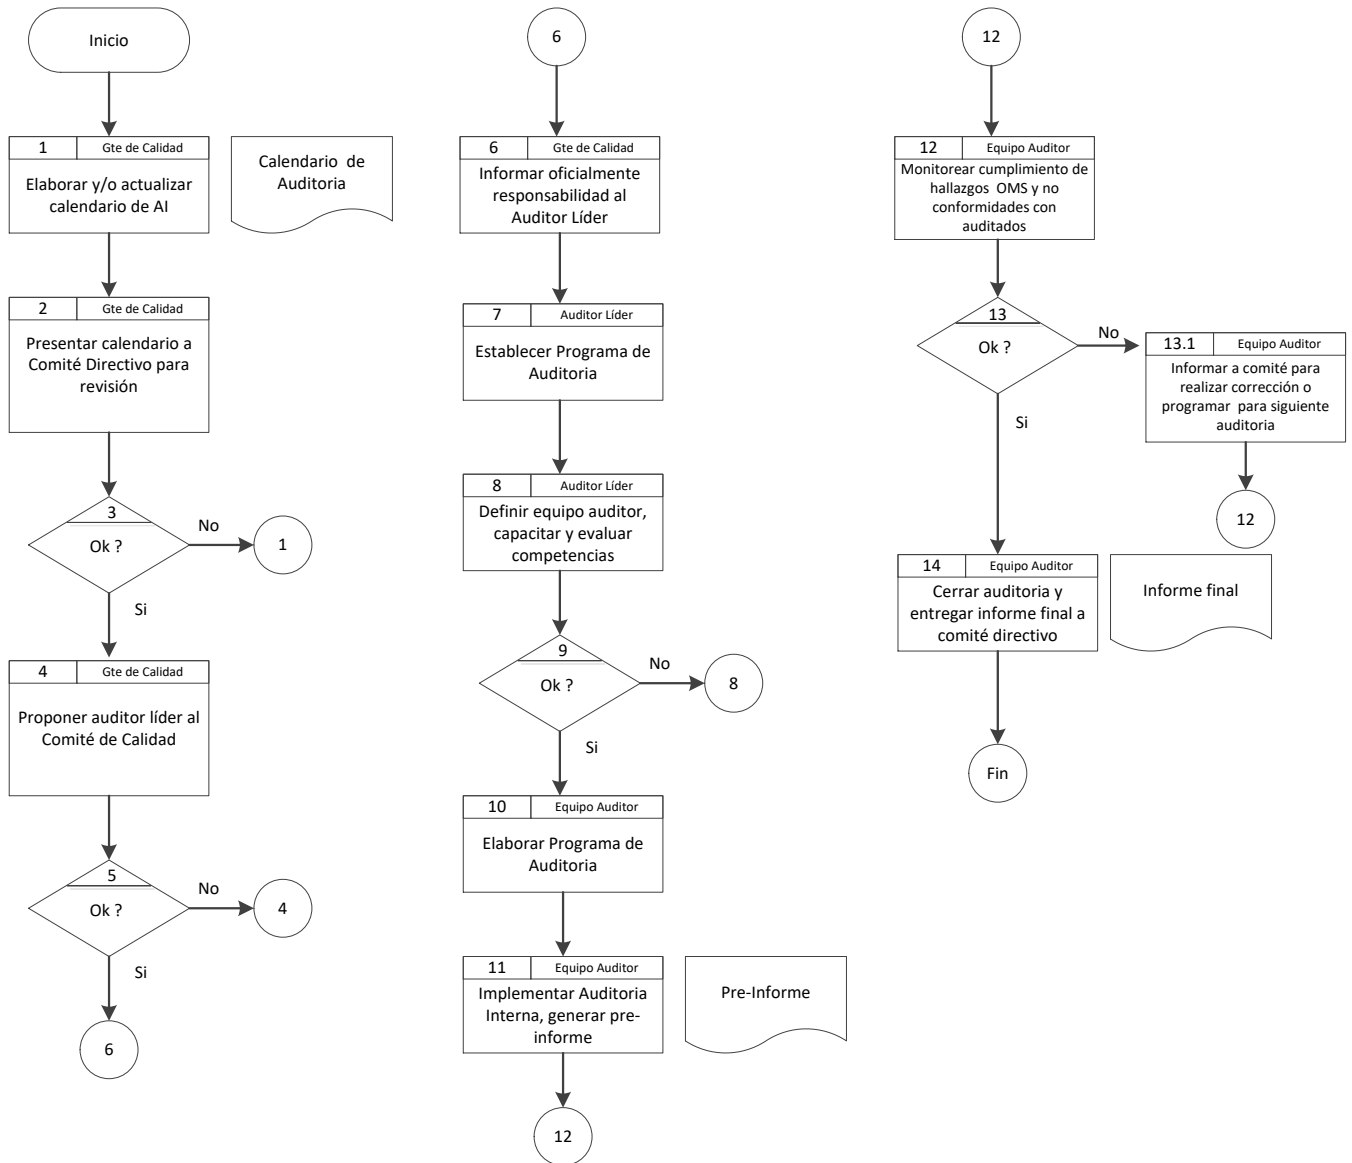 Inicio
1
Gte de Calidad
Elaborar y/o actualizar
calendario de AI
Calendario de
Auditoria
2
Gte de Calidad
Presentar calendario a
Comité Directivo para
revisión
3
Ok ?
No
1
Si
4
Gte de Calidad
Proponer auditor líder al
Comité de Calidad
5
Ok ?
No
4
Si
6
6
6
Gte de Calidad
Informar oficialmente
responsabilidad al
Auditor Líder
7
Auditor Líder
Establecer Programa de
Auditoria
8
Auditor Líder
Definir equipo auditor,
capacitar y evaluar
competencias
9
Ok ?
No
8
Si
10
Equipo Auditor
Elaborar Programa de
Auditoria
11
Equipo Auditor
Implementar Auditoria
Interna, generar pre-
informe
Pre-Informe
12
12
12
Equipo Auditor
Monitorear cumplimiento de
hallazgos OMS y no
conformidades con
auditados
13
Ok ?
No
13.1
Equipo Auditor
Informar a comité para
realizar corrección o
programar para siguiente
auditoria
12
Si
14
Equipo Auditor
Cerrar auditoria y
entregar informe final a
comité directivo
Informe final
Fin